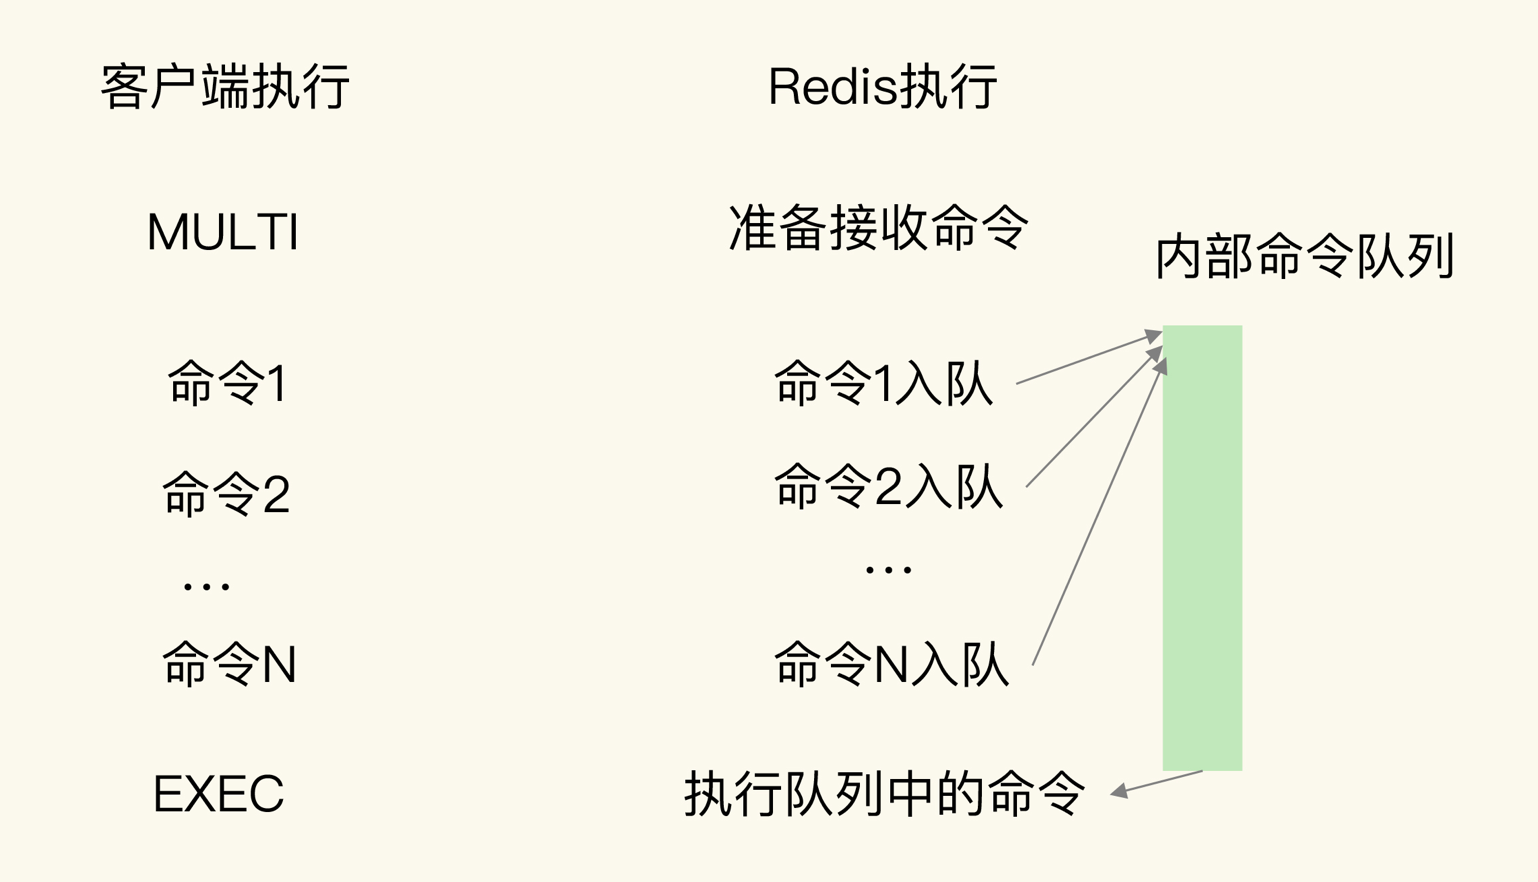 客户端执行
Redis执行
MULTI
准备接收命令
内部命令队列
命令1
命令1入队
命令2
命令2入队
...
...
命令N
命令N入队
EXEC
执行队列中的命令